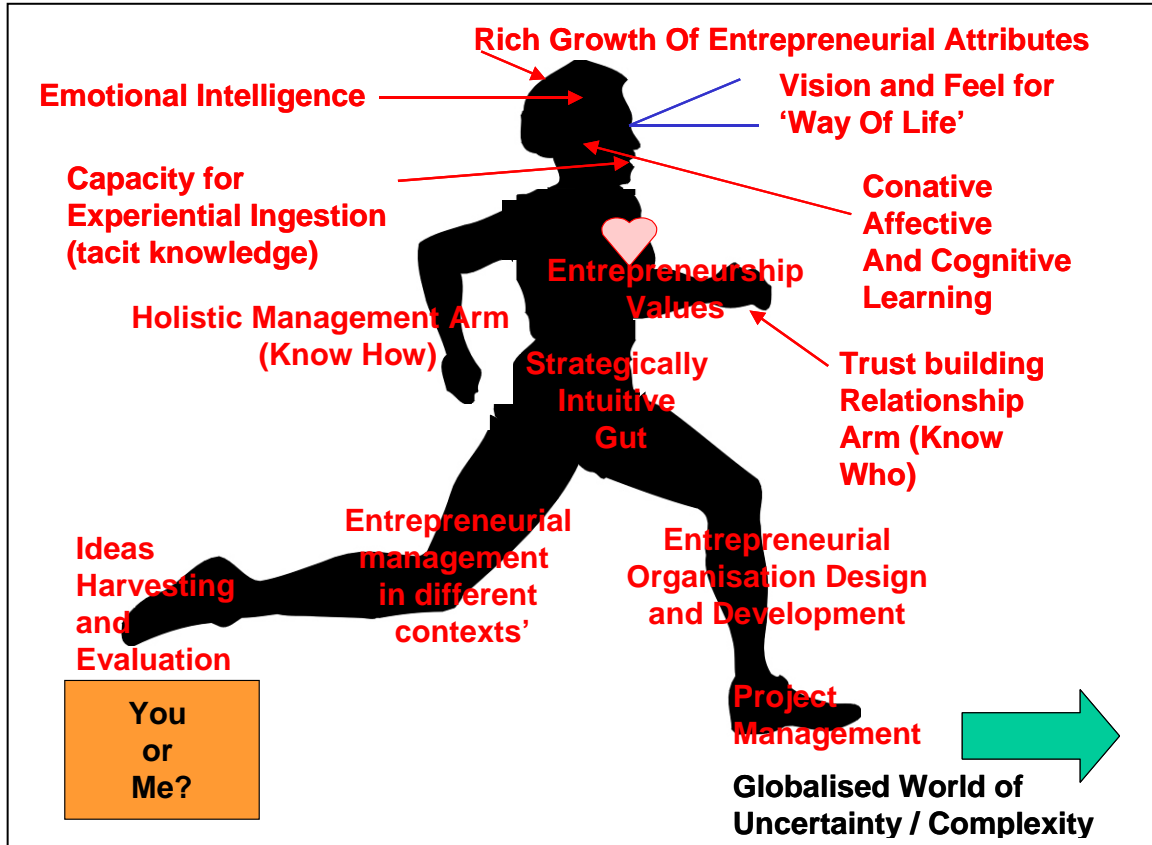 Rich Growth Of Entrepreneurial Attributes
Emotional Intelligence
Vision and Feel for
‘Way Of Life’
Capacity for
Experiential Ingestion
(tacit knowledge)
Conative
Affective
And Cognitive
Learning
Entrepreneurship
Values
Holistic Management Arm
(Know How)
Strategically
Intuitive
Gut
Trust building
Relationship
Arm (Know
Who)
Ideas
Harvesting
and
Evaluation
Entrepreneurial
management
in different
contexts’
Entrepreneurial
Organisation Design
and Development
Project
Management
You
or
Me?
Globalised World of
Uncertainty / Complexity